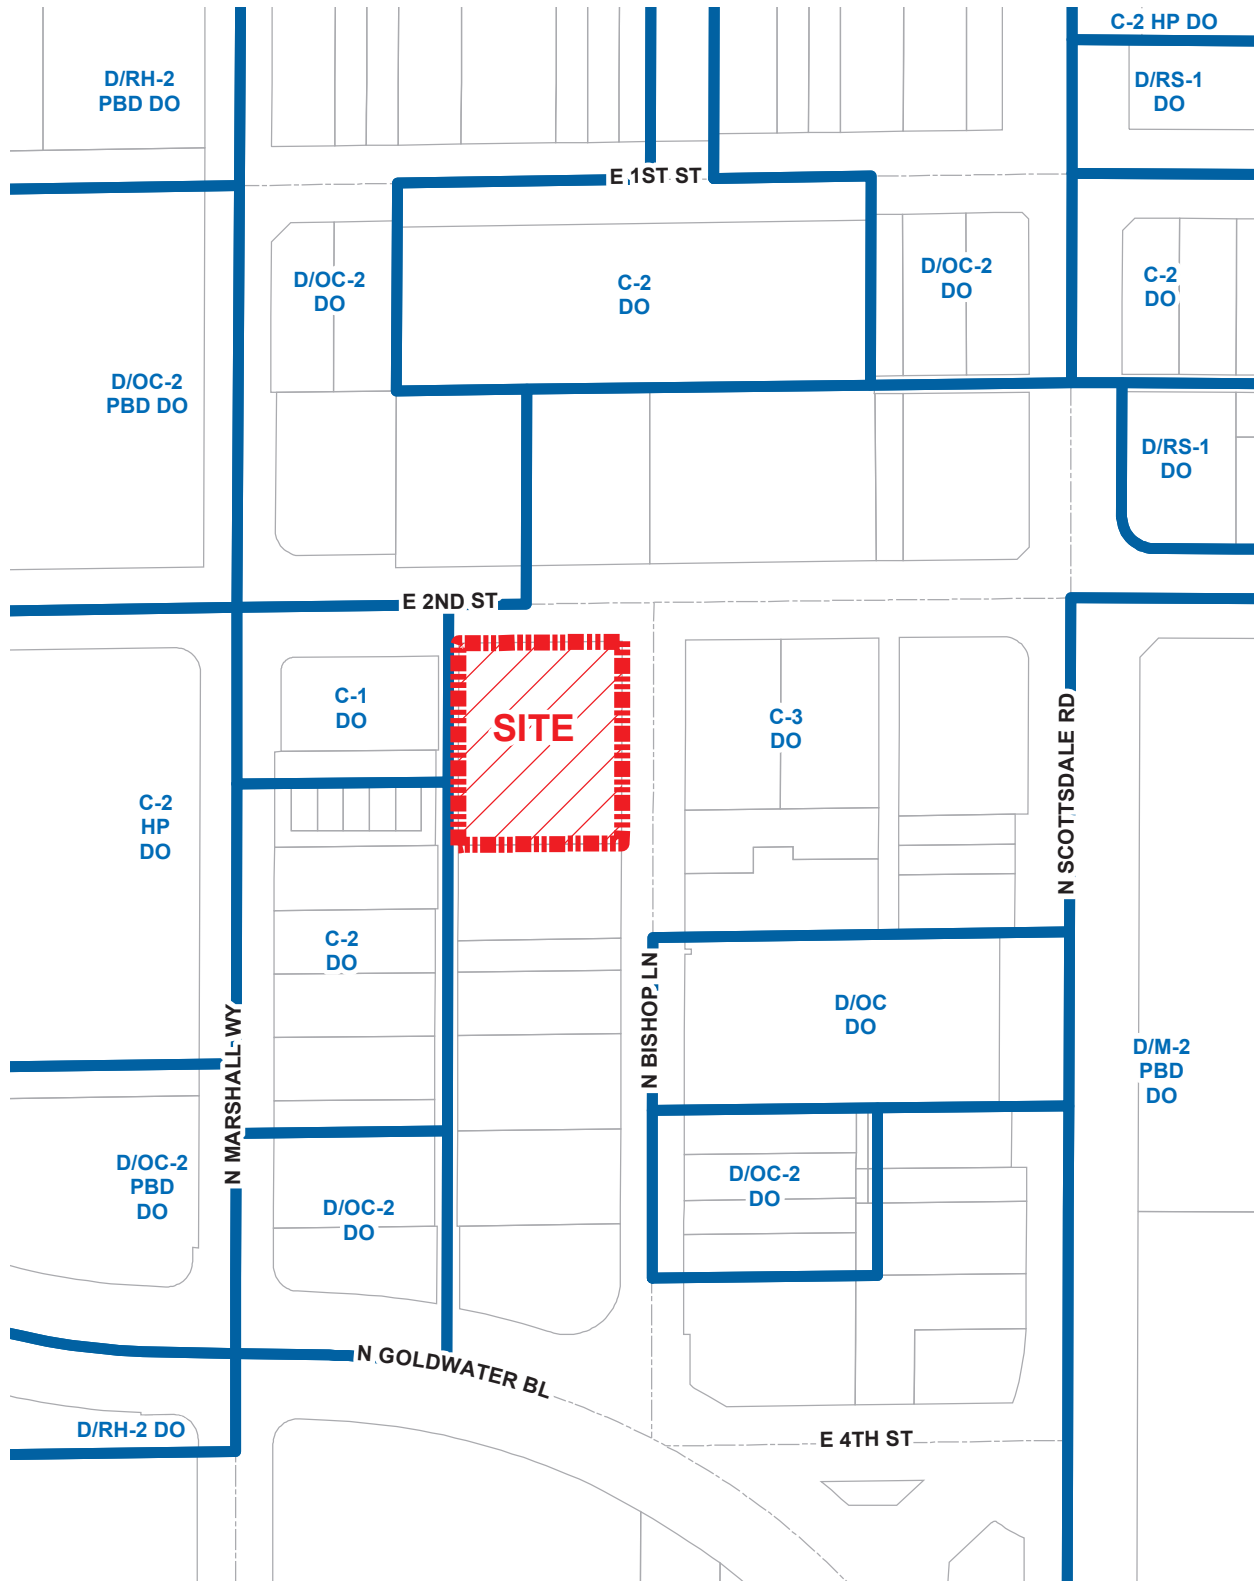 C-2 HP DO
D/RH-2
PBD DO
D/RS-1
DO
E 1ST ST
D/OC-2
DO
C-2
DO
D/OC-2
DO
C-2
DO
D/OC-2
PBD DO
D/RS-1
DO
E 2ND ST
C-1
DO
SITE
C-3
DO
N SCOTTSDALE RD
C-2
HP
DO
C-2
DO
N BISHOP LN
D/OC
DO
N MARSHALL WY
D/M-2
PBD
DO
D/OC-2
PBD
DO
D/OC-2
DO
D/OC-2
DO
N GOLDWATER BL
D/RH-2 DO
E 4TH ST